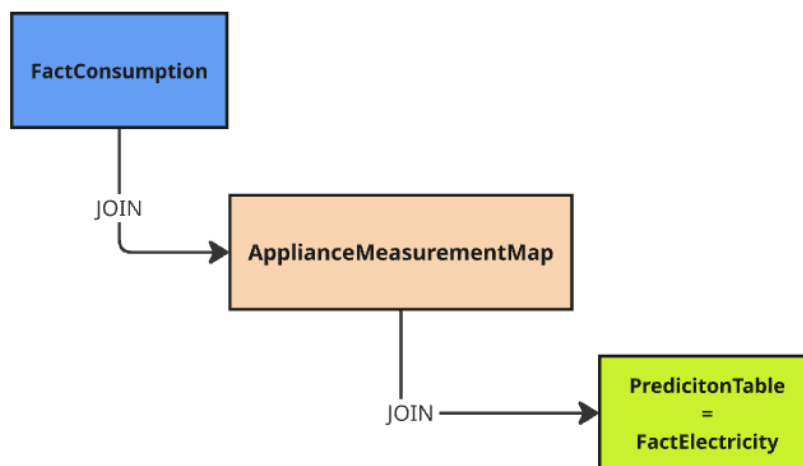 FactConsumption
JOIN
ApplianceMeasurementMap
JOIN
PredicitonTable
=
FactElectricity